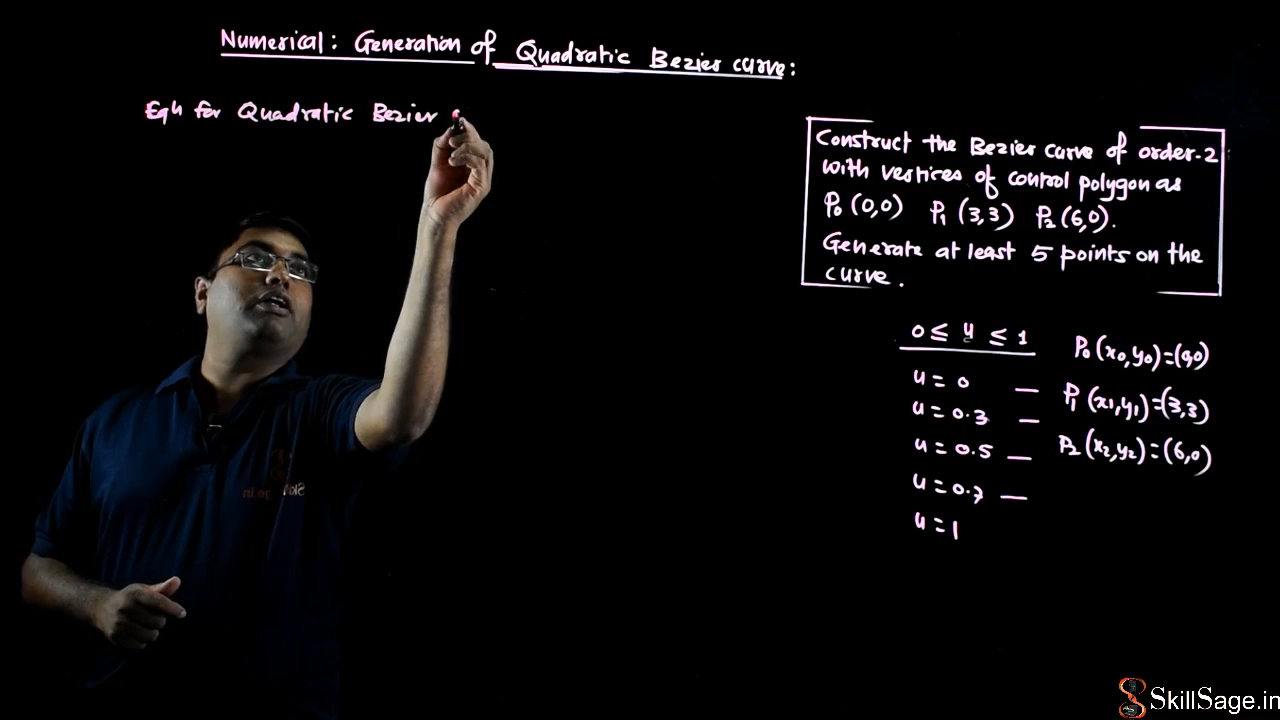 Numerical: Generation of Quadratic Bezier curve:
Eqn for Quadratic Bezier
Construct the Bezier curve of order-2
with vertices of control polygon as
P0 (0,0) P1 (3,3) P2 (6,0).
Generate at least 5 points on the
curve.
0 ≤ u ≤ 1
u = 0 —
u = 0.3 —
u = 0.5 —
u = 0.7 —
u = 1
P0 (x0,y0)=(0,0)
P1 (x1,y1)=(3,3)
P2 (x2,y2)=(6,0)
SkillSage.in